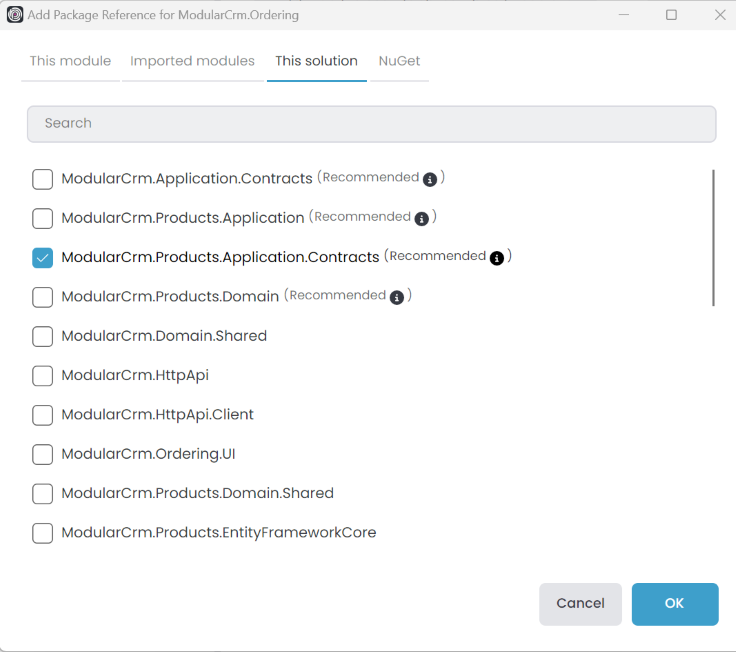 Add Package Reference for ModularCrm.Ordering
This module Imported modules This solution NuGet
Search
ModularCrm.Application.Contracts (Recommended i)
ModularCrm.Products.Application (Recommended i)
ModularCrm.Products.Application.Contracts (Recommended i)
ModularCrm.Products.Domain (Recommended i)
ModularCrm.Domain.Shared
ModularCrm.HttpApi
ModularCrm.HttpApi.Client
ModularCrm.Ordering.UI
ModularCrm.Products.Domain.Shared
ModularCrm.Products.EntityFrameworkCore
Cancel OK